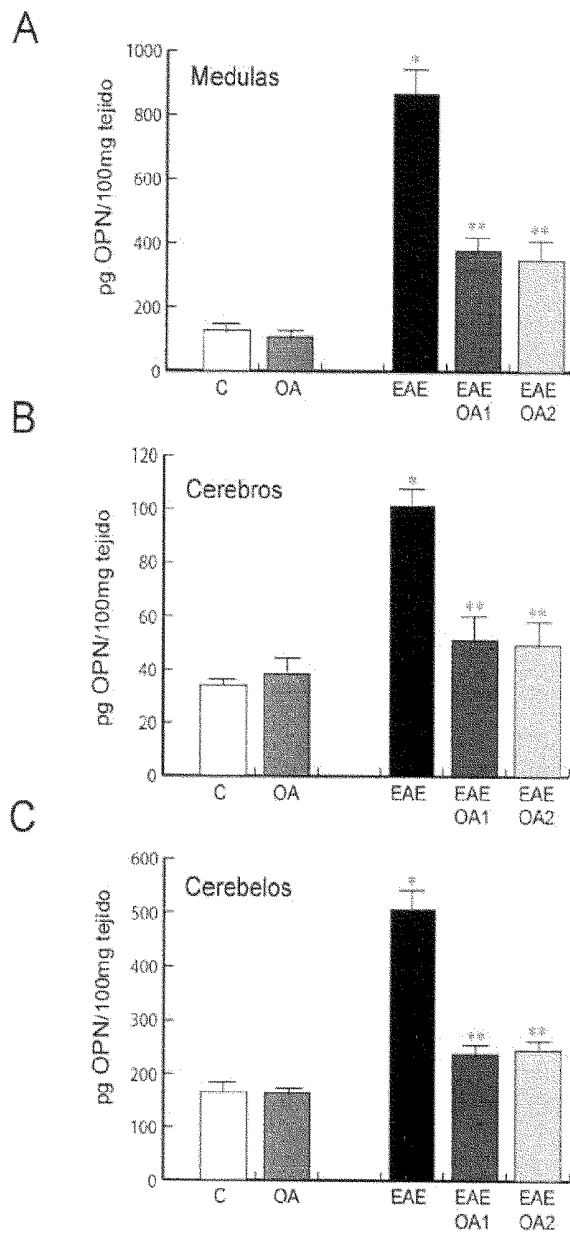 A
pg OPN/100mg tejido
1000
800
600
400
200
0
Medulas
*
**
**
C
OA
EAE
EAE
OA1
EAE
OA2
B
pg OPN/100mg tejido
120
100
80
60
40
20
0
Cerebros
*
**
**
C
OA
EAE
EAE
OA1
EAE
OA2
C
pg OPN/100mg tejido
600
500
400
300
200
100
0
Cerebelos
*
**
**
C
OA
EAE
EAE
OA1
EAE
OA2